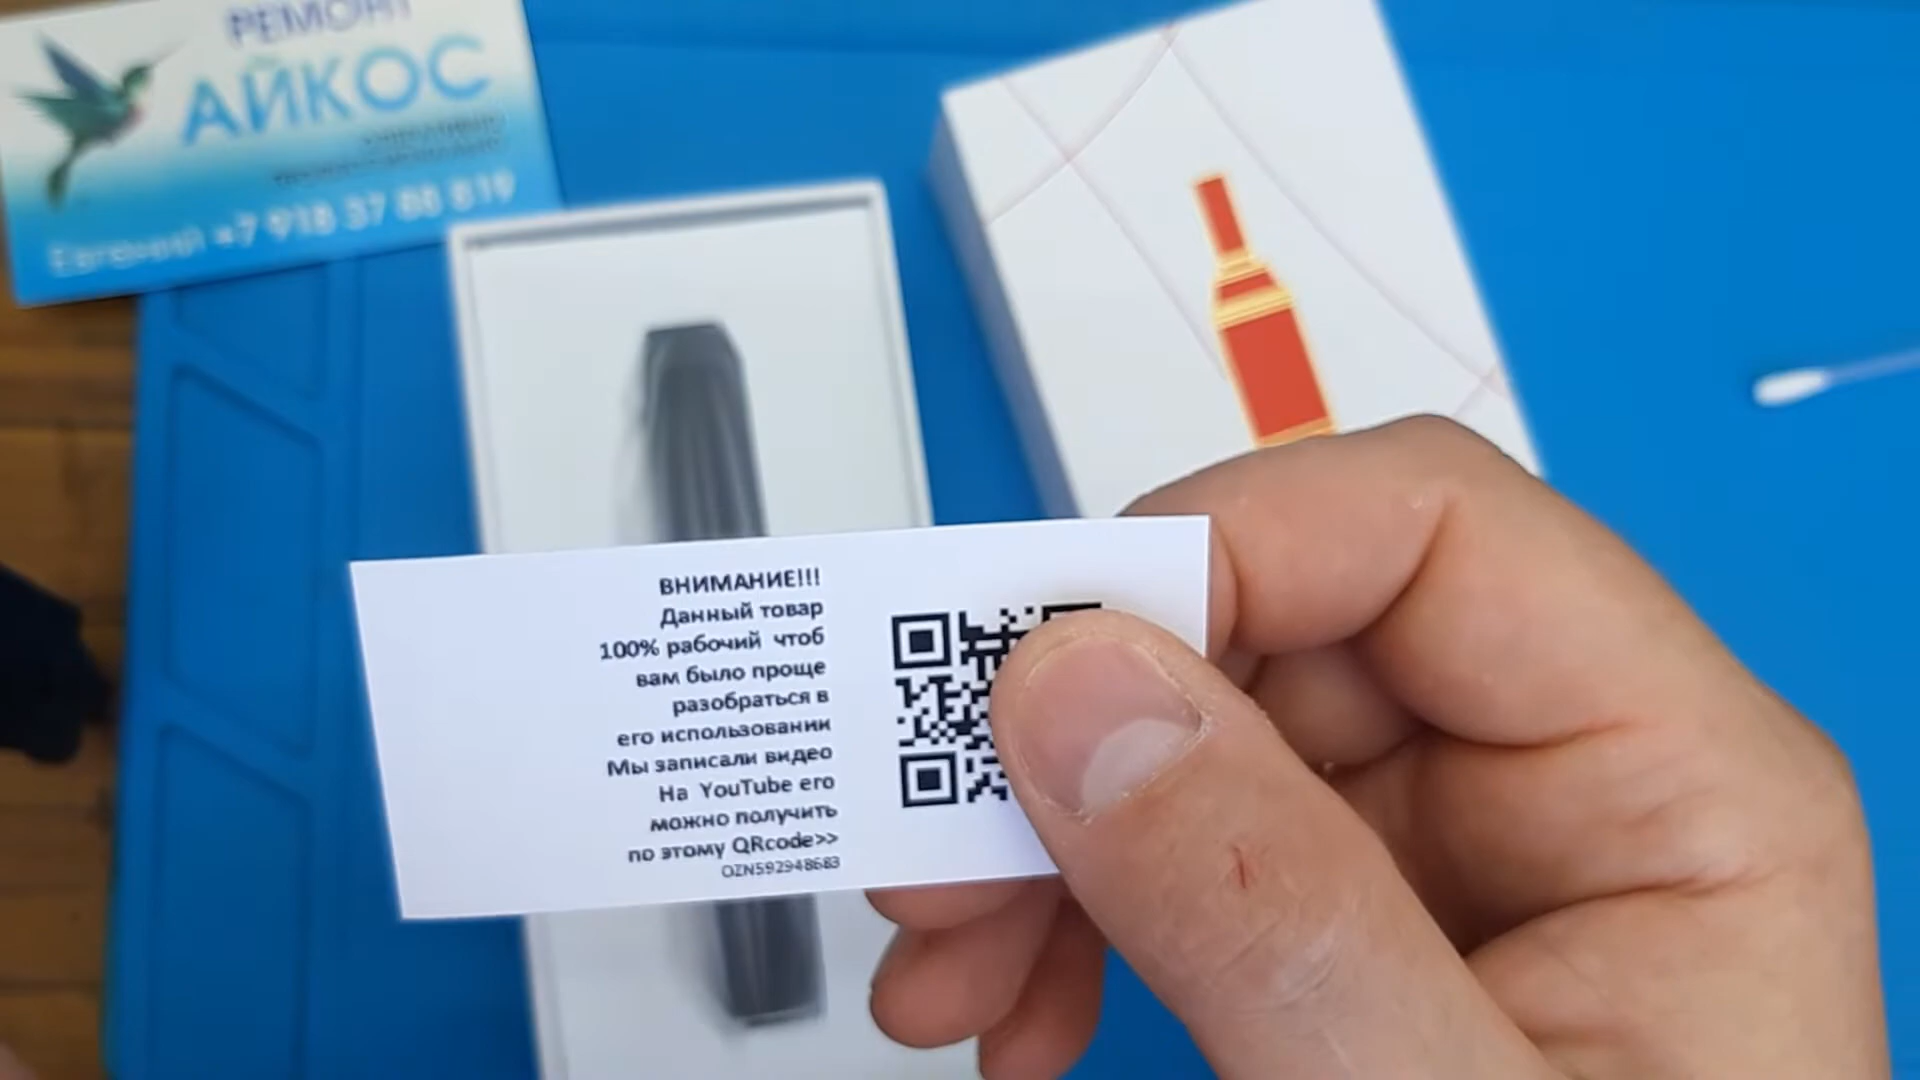 РЕМОНТ
АЙКОС
Евгений +7 918 37 88 819
ВНИМАНИЕ!!!
Данный товар
100% рабочий чтоб
вам было проще
разобраться в
его использовании
Мы записали видео
На YouTube его
можно получить
по этому QRcode>>
OZN592948683